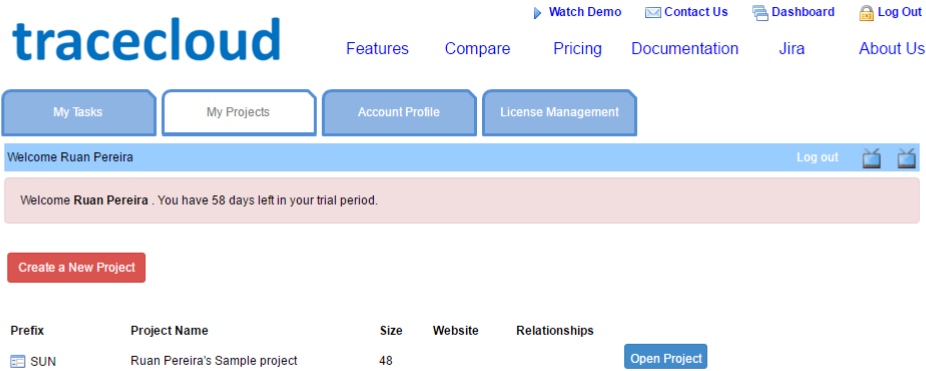 Watch Demo Contact Us Dashboard Log Out
tracecloud
Features Compare Pricing Documentation Jira About Us
My Tasks My Projects Account Profile License Management
Welcome Ruan Pereira Log out
Welcome Ruan Pereira . You have 58 days left in your trial period.
Create a New Project
Prefix Project Name Size Website Relationships
SUN Ruan Pereira's Sample project 48 Open Project